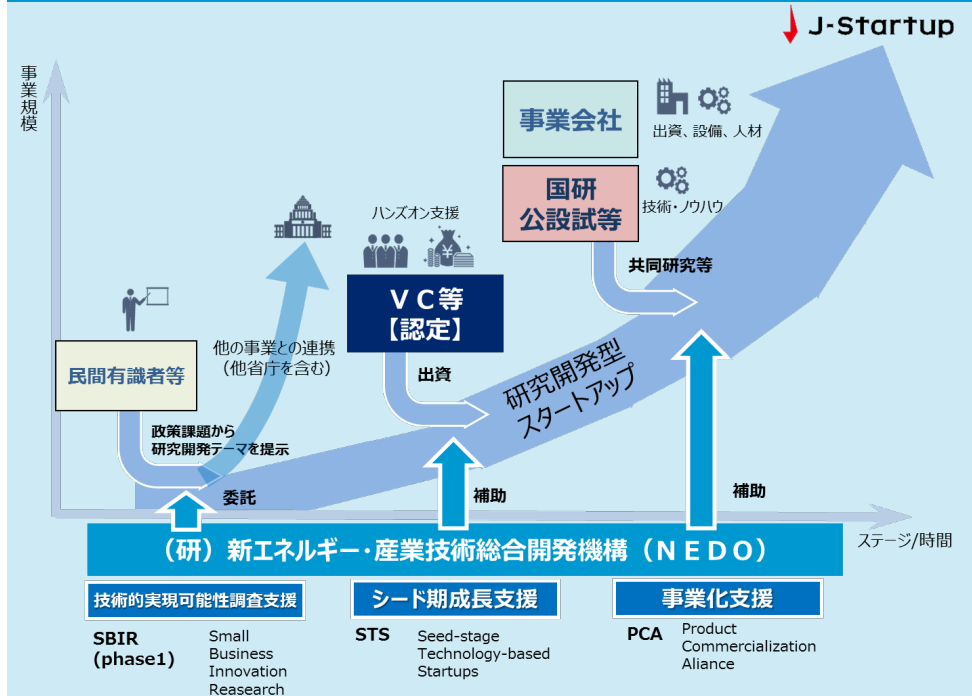 J-Startup
事業規模
事業会社
出資、設備、人材
国研
公設試等
技術・ノウハウ
共同研究等
ハンズオン支援
¥
ＶＣ等
【認定】
出資
民間有識者等
他の事業との連携
(他省庁を含む)
政策課題から
研究開発テーマを提示
研究開発型
スタートアップ
委託
補助
補助
ステージ/時間
（研）新エネルギー・産業技術総合開発機構（ＮＥＤＯ）
技術的実現可能性調査支援
シード期成長支援
事業化支援
SBIR
(phase1)
Small
Business
Innovation
Reasearch
STS
Seed-stage
Technology-based
Startups
PCA
Product
Commercialization
Aliance